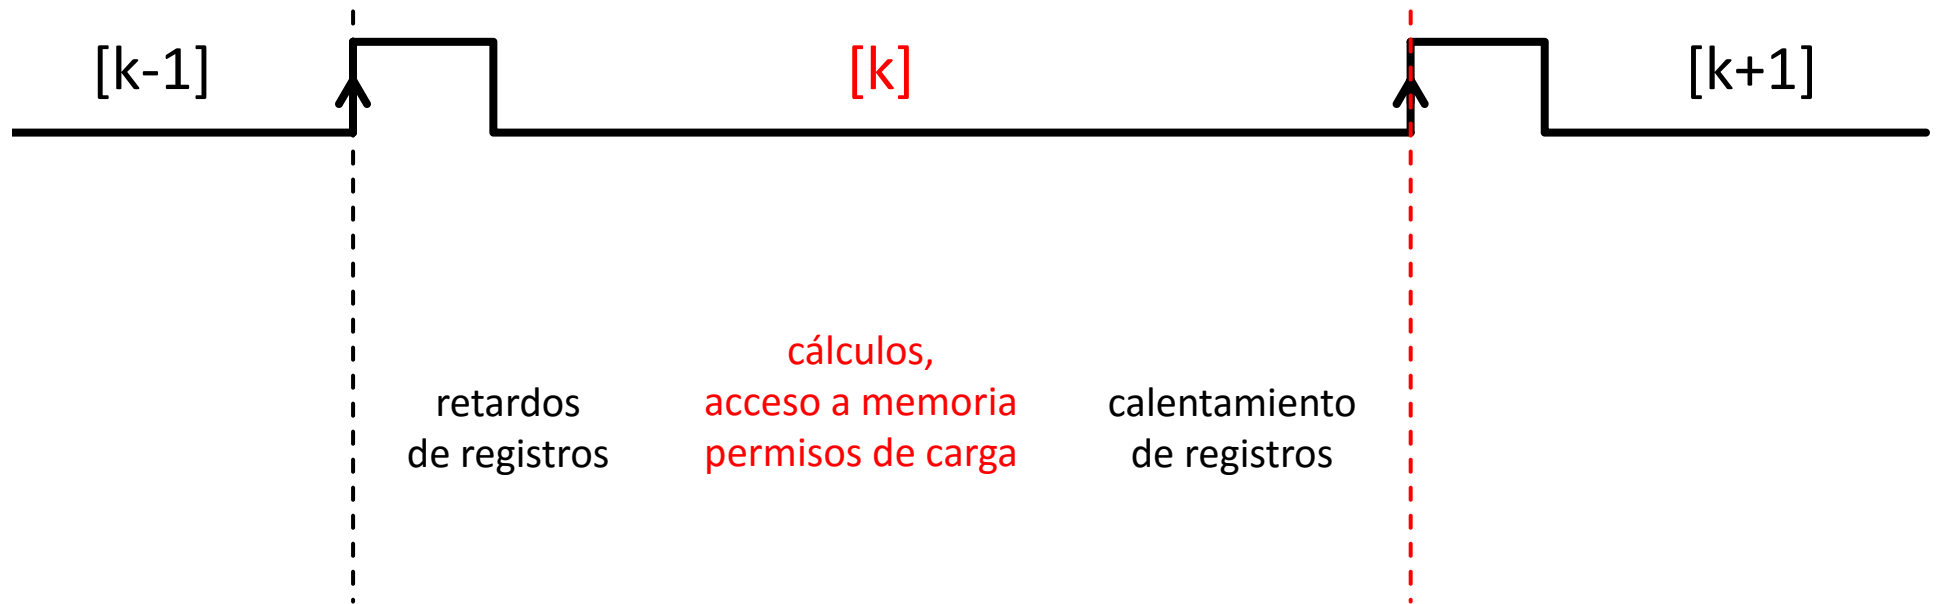 [k-1]
[k]
[k+1]
retardos
de registros
cálculos,
acceso a memoria
permisos de carga
calentamiento
de registros